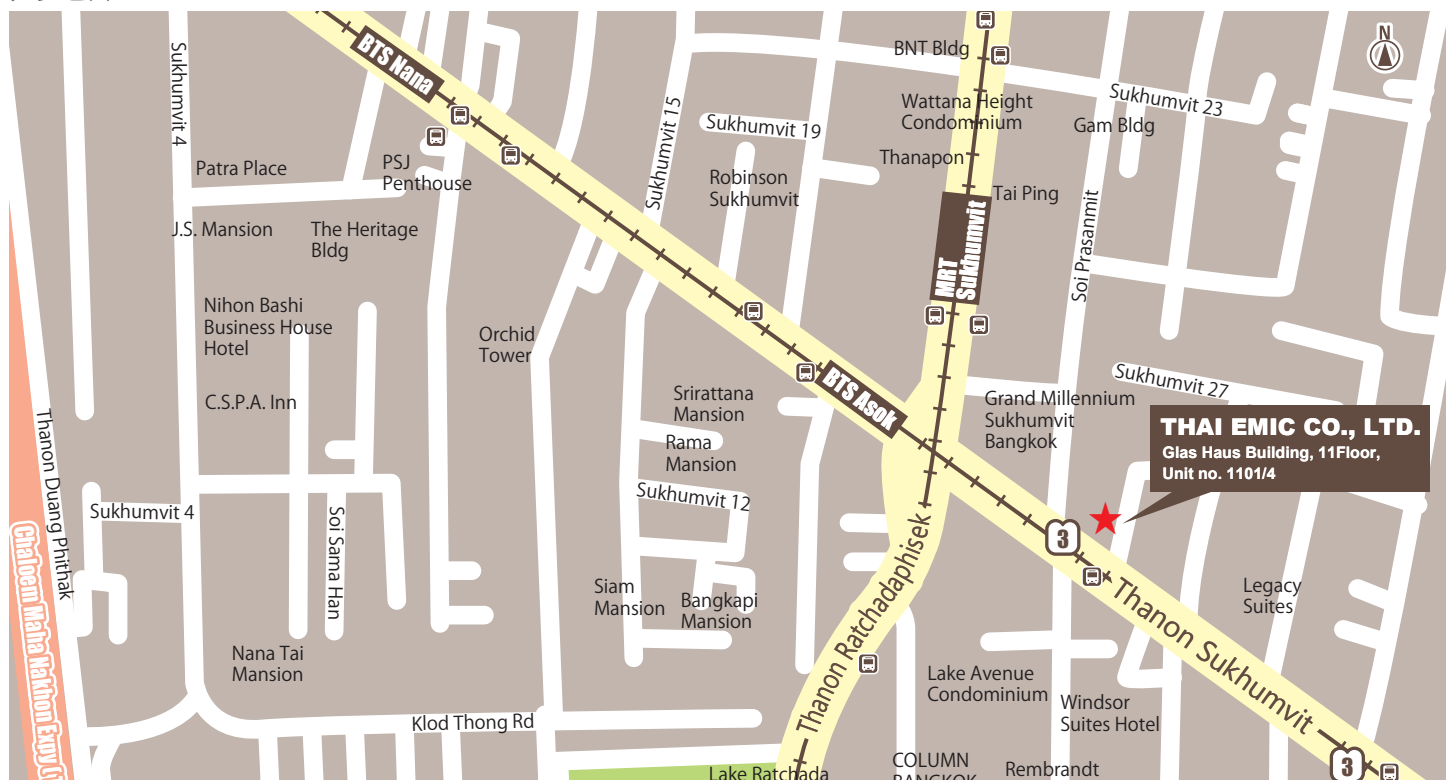 BTS Nana
Sukhumvit 4
BNT Bldg
N
Sukhumvit 23
Wattana Height
Condominium
Gam Bldg
Sukhumvit 15
Sukhumvit 19
Thanapon
Patra Place
PSJ
Penthouse
Robinson
Sukhumvit
Tai Ping
J.S. Mansion
The Heritage
Bldg
MRT
Sukhumvit
Soi Prasanmit
Nihon Bashi
Business House
Hotel
Orchid
Tower
BTS Asok
Sukhumvit 27
Srirattana
Mansion
Grand Millennium
Sukhumvit
Bangkok
C.S.P.A. Inn
THAI EMIC CO., LTD.
Glas Haus Building, 11Floor,
Unit no. 1101/4
Thanon Duang Phithak
Rama
Mansion
Sukhumvit 12
Sukhumvit 4
Soi Sama Han
3
Thanon Ratchadaphisek
Chaloem Maha Nakhon Expy
Siam
Mansion
Bangkapi
Mansion
Legacy
Suites
Thanon Sukhumvit
Nana Tai
Mansion
Lake Avenue
Condominium
Windsor
Suites Hotel
Klod Thong Rd
3
Lake Ratchada
COLUMN
BANGKOK
Rembrandt